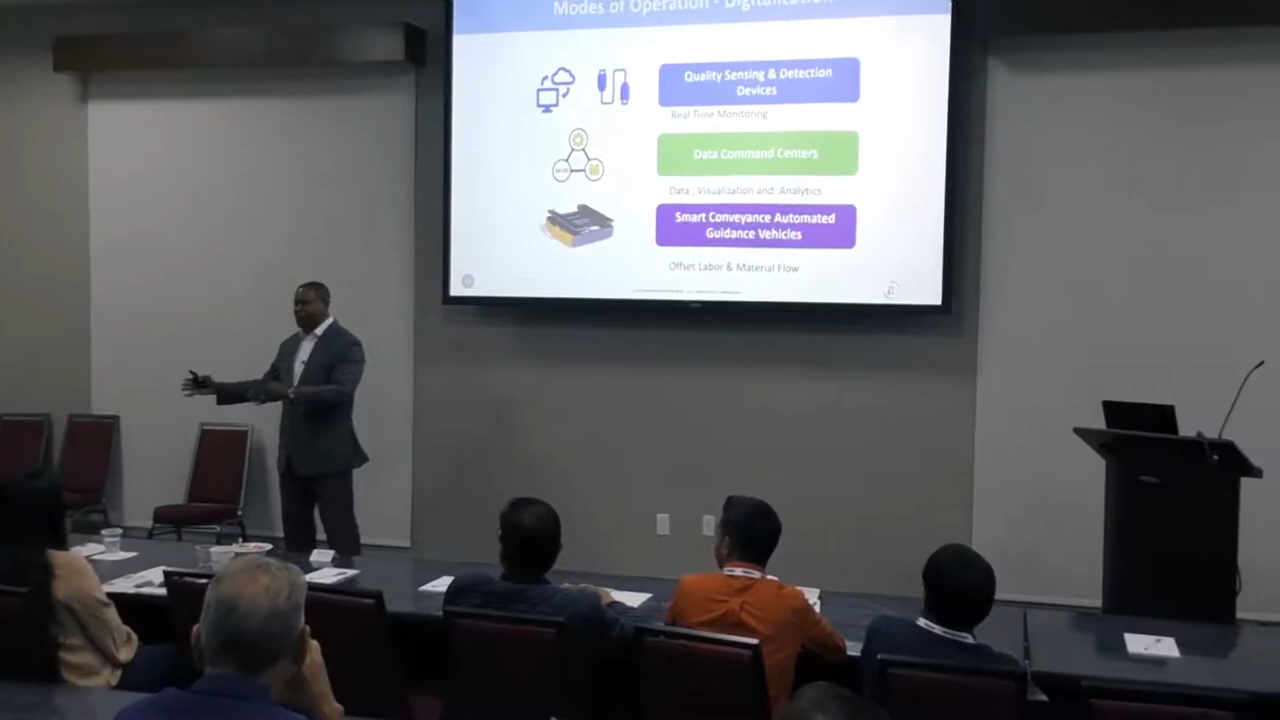 Modes of Operation - Digitalization
Quality Sensing & Detection
Devices
Real Time Monitoring
Data Command Centers
Data , Visualization and Analytics
Smart Conveyance Automated
Guidance Vehicles
Offset Labor & Material Flow